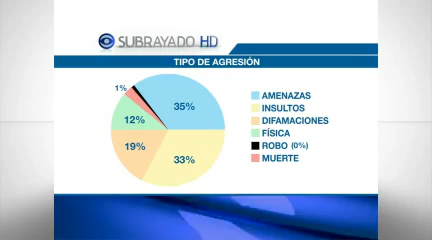 SUBRAYADO HD
TIPO DE AGRESIÓN
1%
35%
12%
19%
33%
AMENAZAS
INSULTOS
DIFAMACIONES
FÍSICA
ROBO (0%)
MUERTE